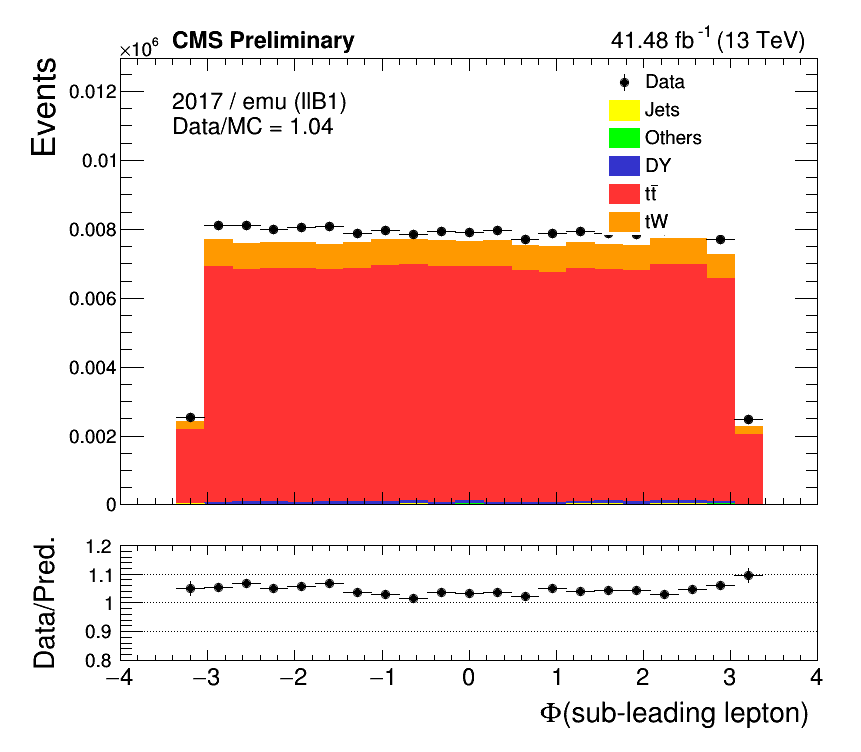 ×10⁶
CMS Preliminary
41.48 fb⁻¹ (13 TeV)
Events
2017 / emu (llB1)
Data/MC = 1.04
Data
Jets
Others
DY
tt̄
tW
0.012
0.01
0.008
0.006
0.004
0.002
0
Data/Pred.
1.2
1.1
1
0.9
0.8
−4 −3 −2 −1 0 1 2 3 4
Φ(sub-leading lepton)